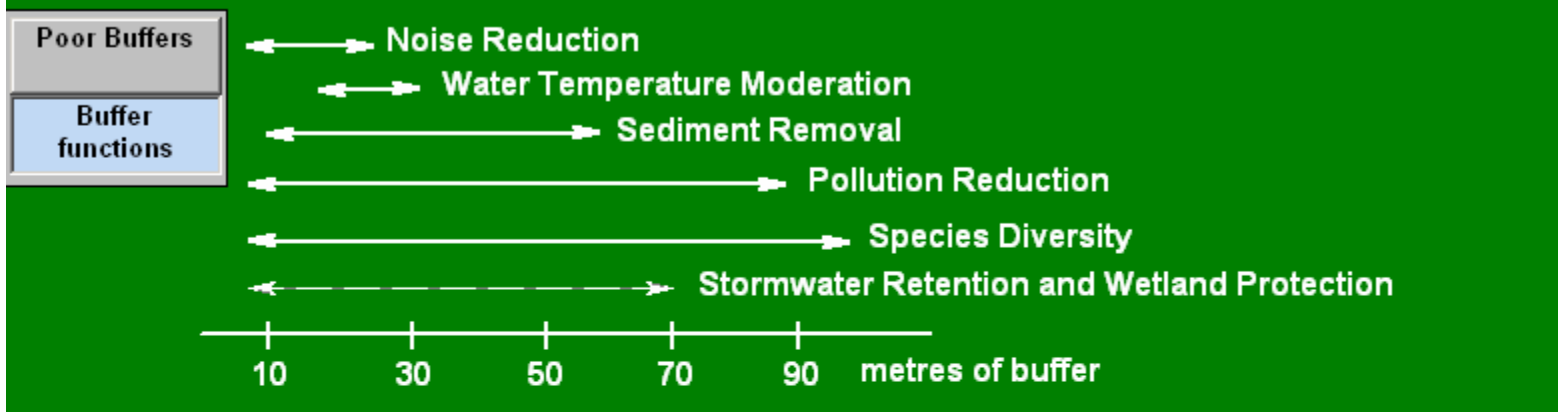 Poor Buffers
Buffer
functions
Noise Reduction
Water Temperature Moderation
Sediment Removal
Pollution Reduction
Species Diversity
Stormwater Retention and Wetland Protection
10 30 50 70 90 metres of buffer